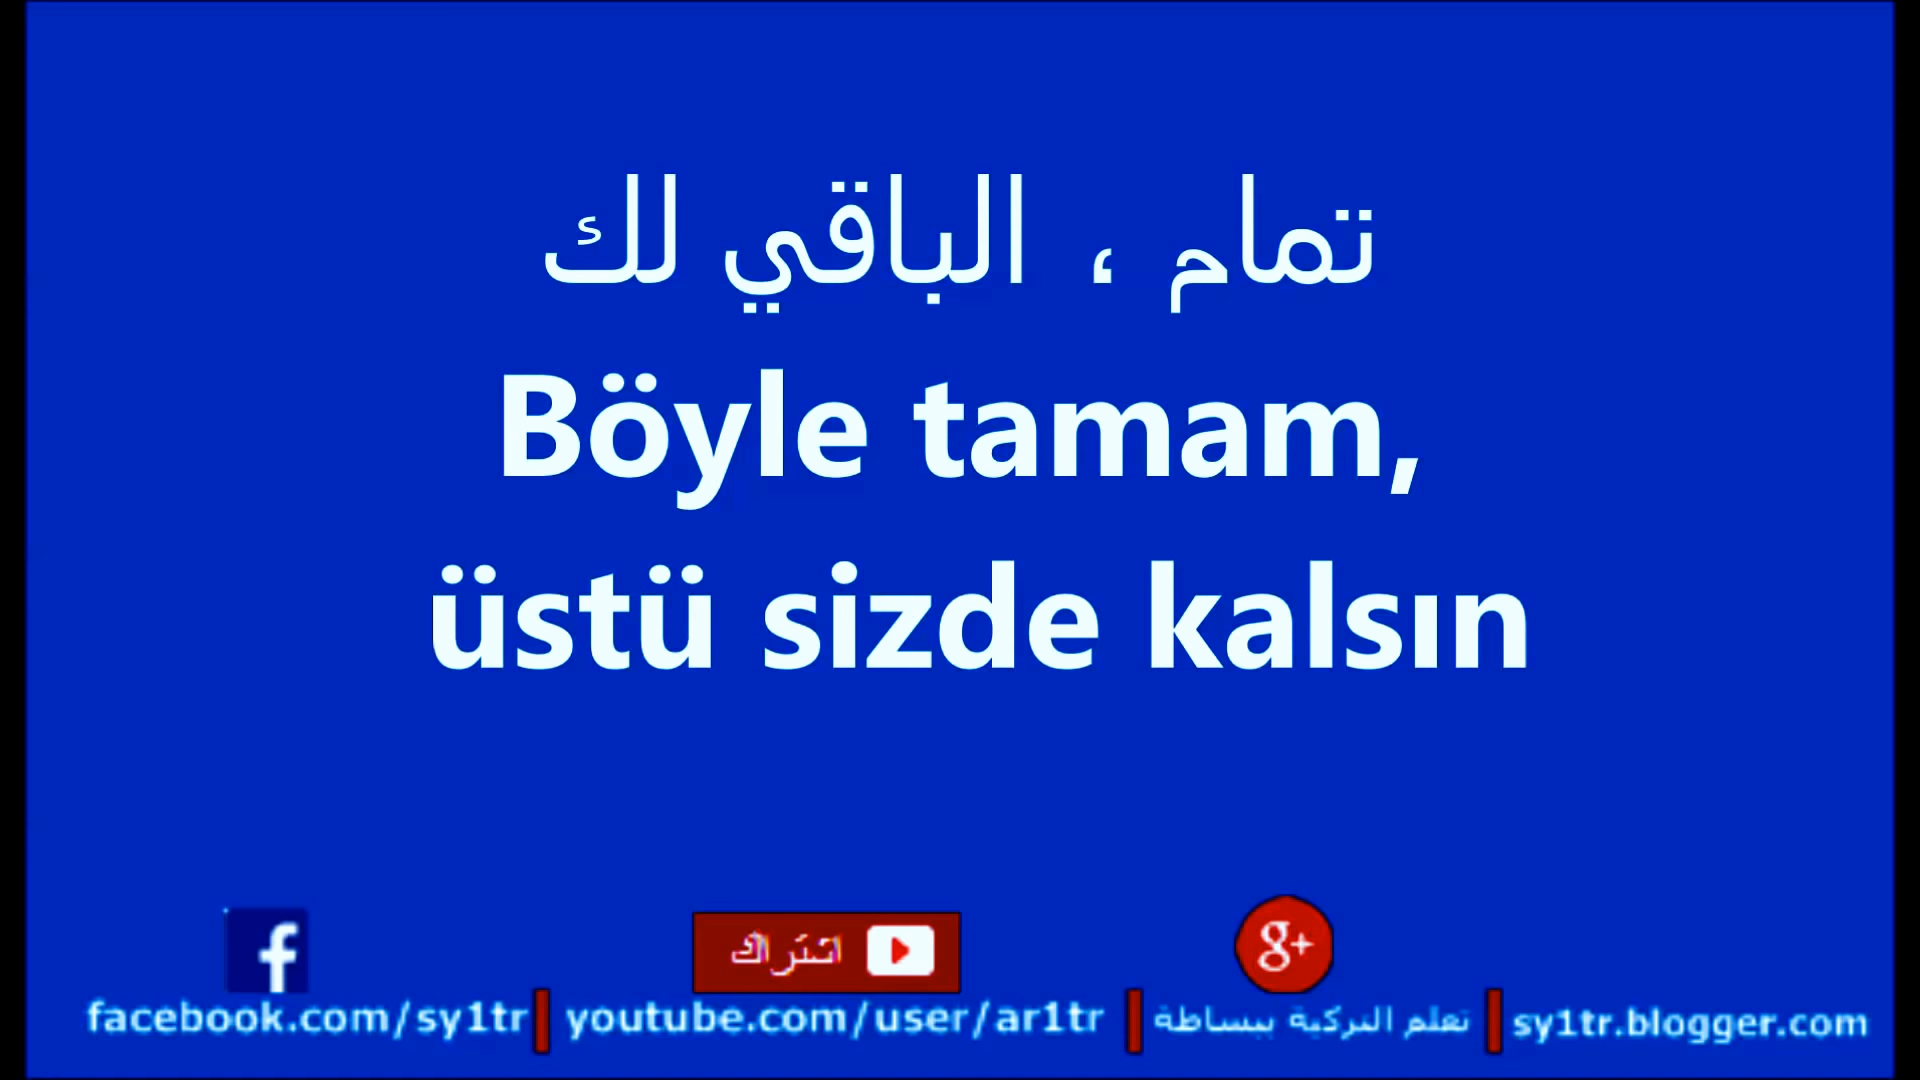 تمام ، الباقي لك
Böyle tamam,
üstü sizde kalsın
f
اشتراك
g+
facebook.com/sy1tr
youtube.com/user/ar1tr
تعلم التركية ببساطة
sy1tr.blogger.com